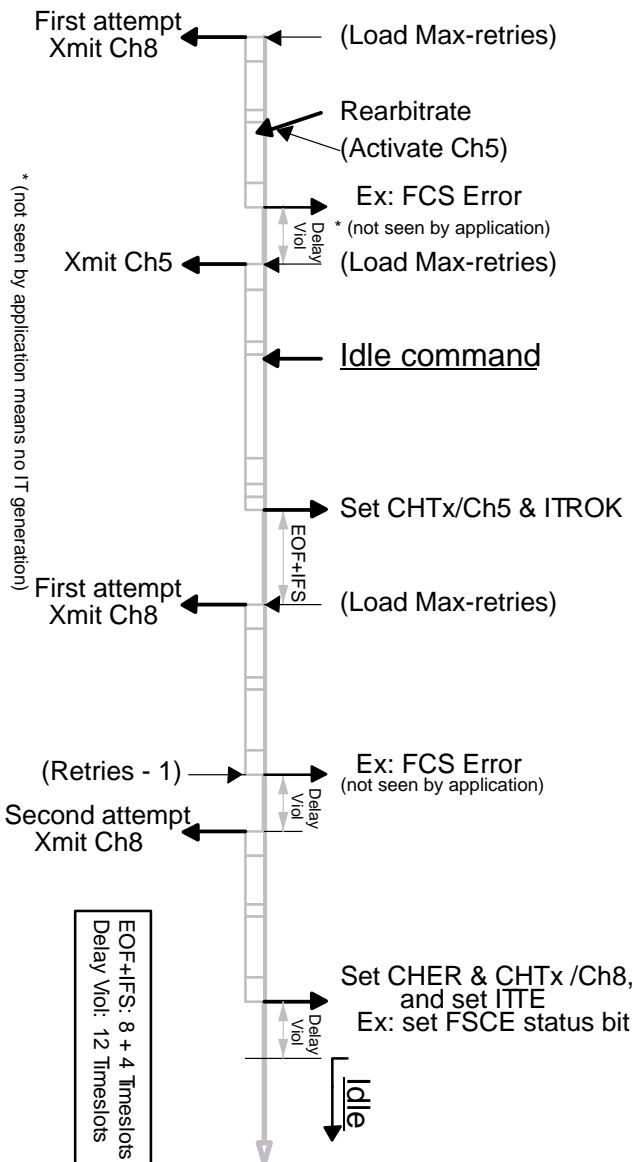 First attempt
Xmit Ch8
(Load Max-retries)
Rearbitrate
(Activate Ch5)
Ex: FCS Error
* (not seen by application)
Delay
Viol
Xmit Ch5
(Load Max-retries)
* (not seen by application means no IT generation)
Idle command
Set CHTx/Ch5 & ITROK
EOF+IFS
First attempt
Xmit Ch8
(Load Max-retries)
(Retries - 1)
Ex: FCS Error
(not seen by application)
Delay
Viol
Second attempt
Xmit Ch8
Set CHER & CHTx /Ch8,
and set ITTE
Ex: set FSCE status bit
Delay
Viol
Idle
EOF+IFS: 8 + 4 Timeslots
Delay Viol: 12 Timeslots